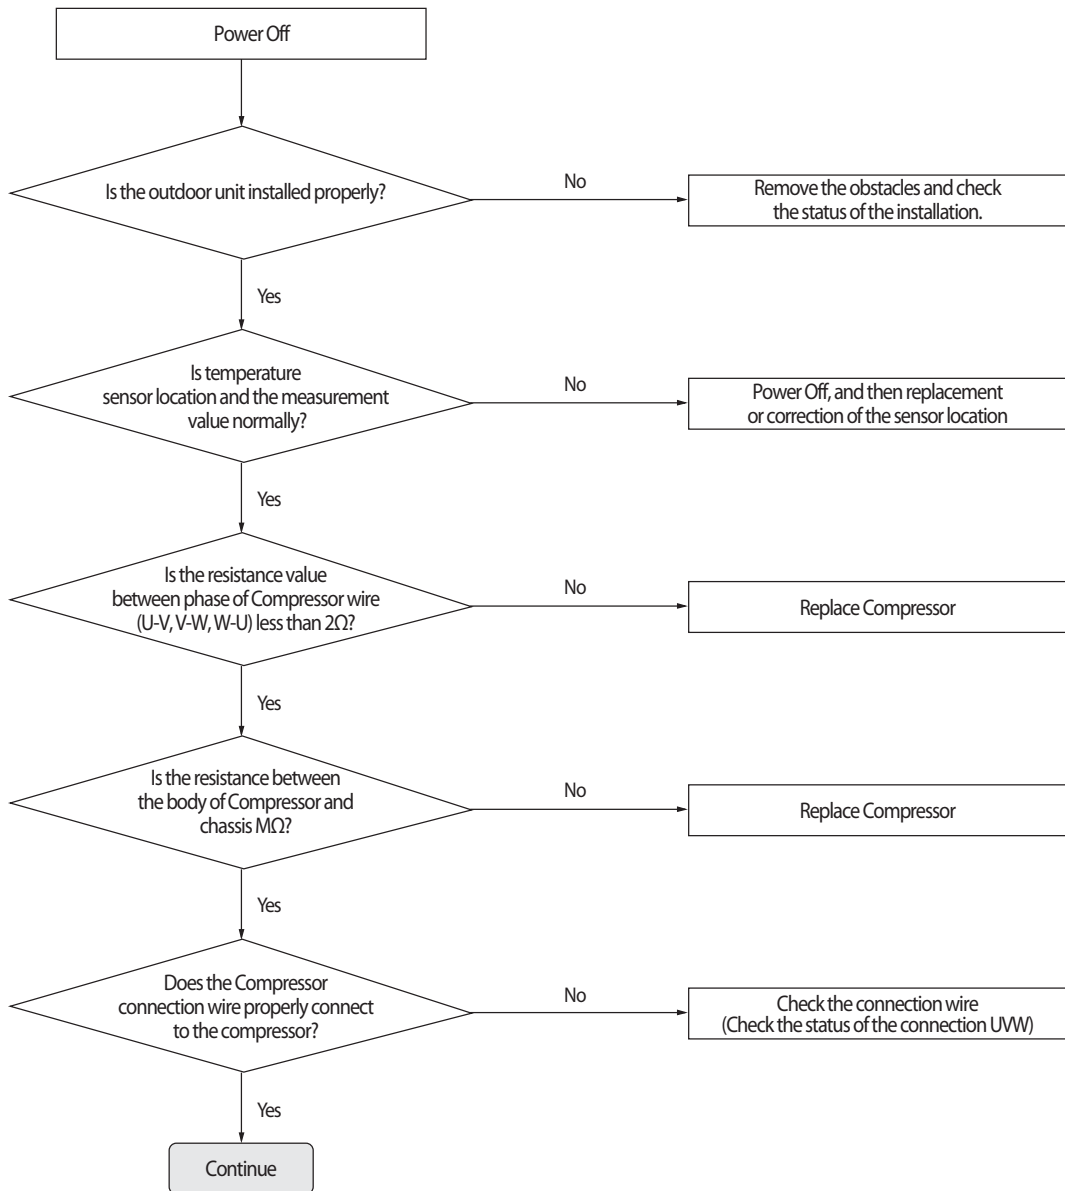 Power Off
Is the outdoor unit installed properly?
No
Remove the obstacles and check
the status of the installation.
Yes
Is temperature
sensor location and the measurement
value normally?
No
Power Off, and then replacement
or correction of the sensor location
Yes
Is the resistance value
between phase of Compressor wire
(U-V, V-W, W-U) less than 2Ω?
No
Replace Compressor
Yes
Is the resistance between
the body of Compressor and
chassis MΩ?
No
Replace Compressor
Yes
Does the Compressor
connection wire properly connect
to the compressor?
No
Check the connection wire
(Check the status of the connection UVW)
Yes
Continue